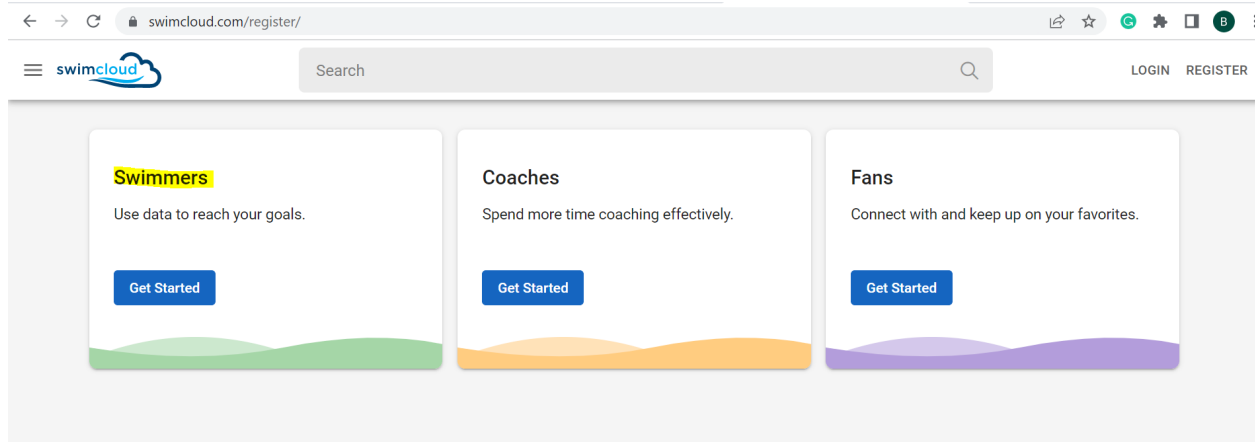 swimcloud.com/register/
B
swimcloud
Search
LOGIN REGISTER
Swimmers
Use data to reach your goals.
Get Started
Coaches
Spend more time coaching effectively.
Get Started
Fans
Connect with and keep up on your favorites.
Get Started